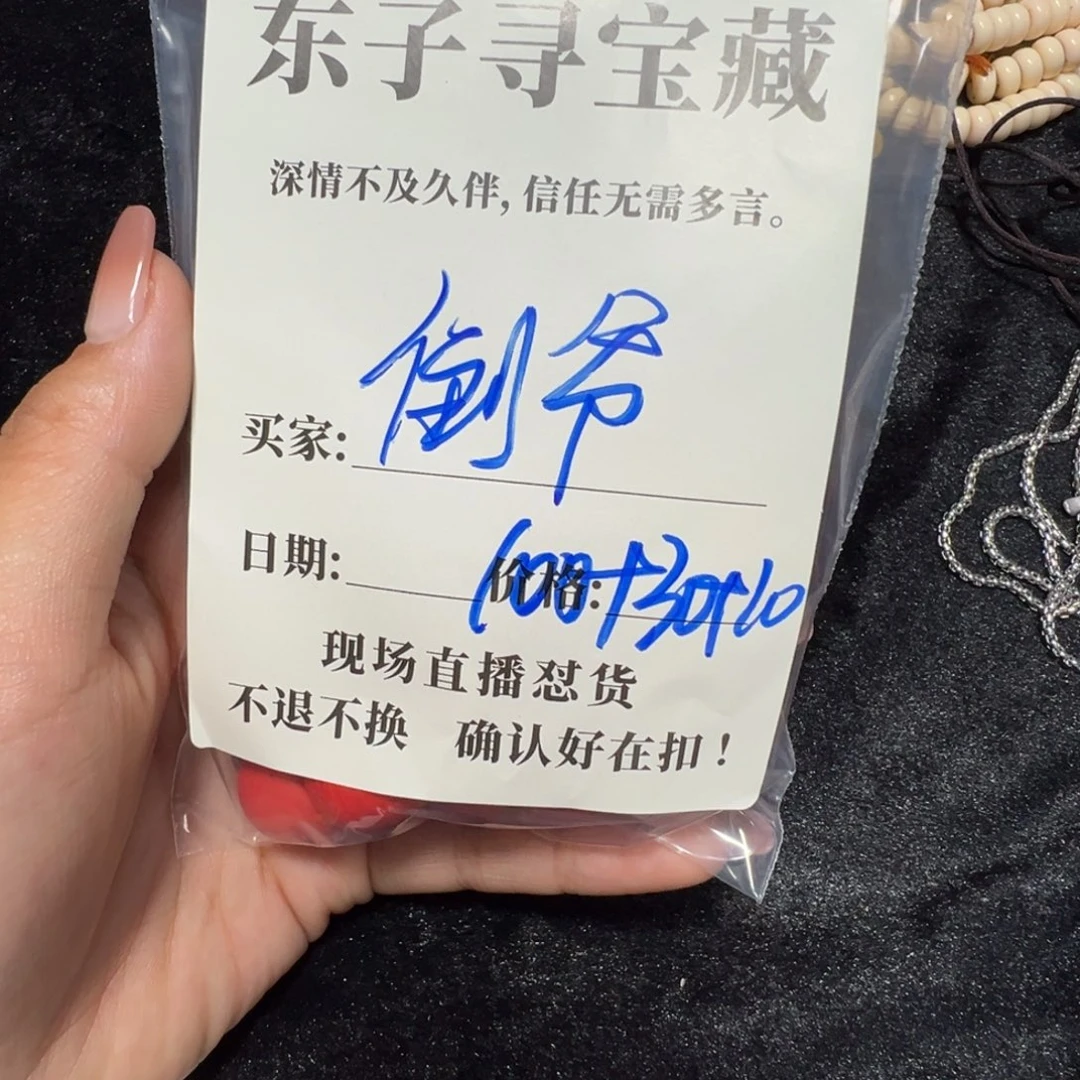 东子寻宝藏
深情不及久伴，信任无需多言。
买家：倒爷
日期：价格：100+30+10
现场直播怼货
不退不换 确认好在扣！